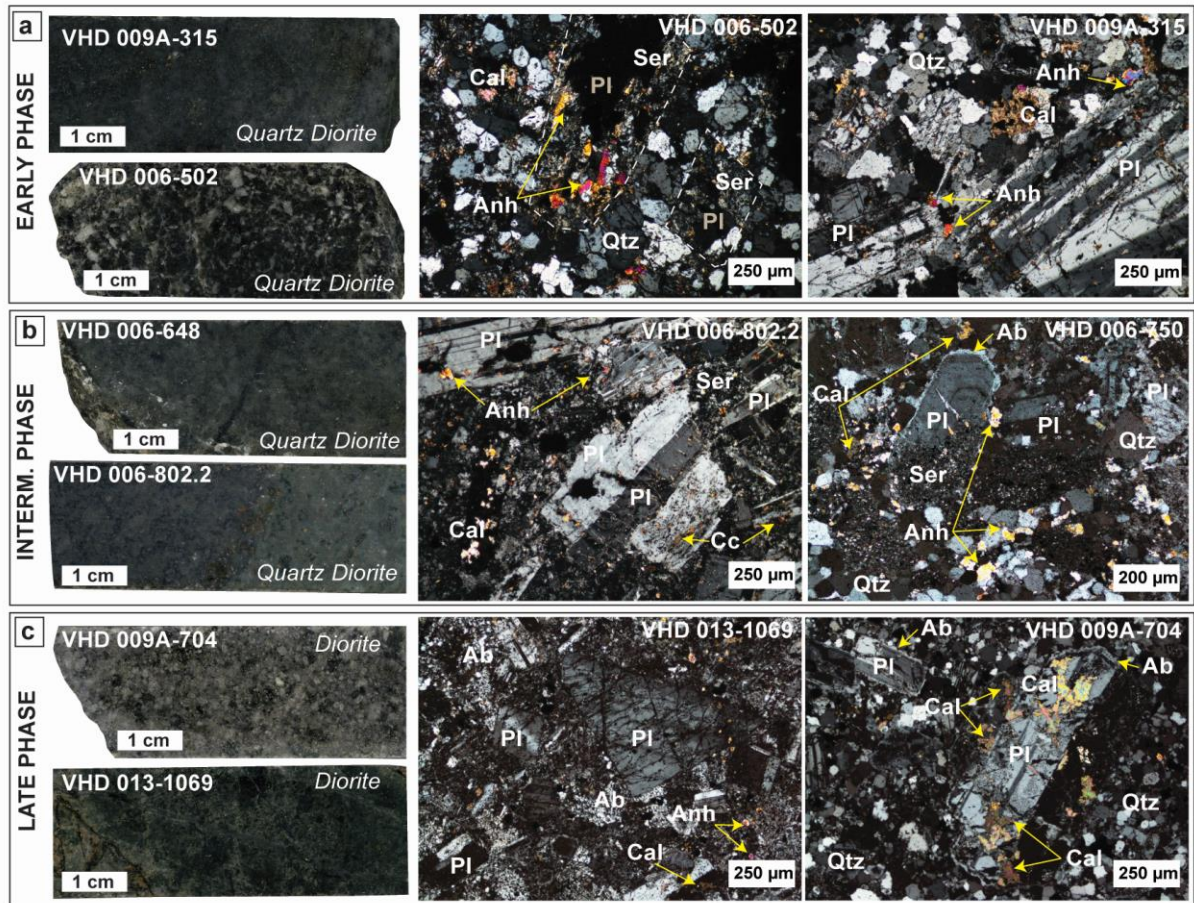 a
EARLY PHASE
VHD 009A-315
1 cm
Quartz Diorite
VHD 006-502
1 cm
Quartz Diorite
VHD 006-502
Cal
Pl
Ser
Anh
Ser
Pl
Qtz
250 µm
VHD 009A-315
Qtz
Anh
Cal
Pl
Anh
Pl
250 µm
b
INTERM. PHASE
VHD 006-648
1 cm
Quartz Diorite
VHD 006-802.2
1 cm
Quartz Diorite
VHD 006-802.2
Pl
Anh
Ser
Pl
Pl
Pl
Cal
Cc
250 µm
VHD 006-750
Ab
Cal
Pl
Pl
Pl
Qtz
Ser
Anh
Qtz
200 µm
c
LATE PHASE
VHD 009A-704
Diorite
1 cm
VHD 013-1069
Diorite
1 cm
VHD 013-1069
Ab
Pl
Pl
Ab
Anh
Cal
Pl
250 µm
VHD 009A-704
Ab
Pl
Ab
Cal
Cal
Pl
Qtz
Qtz
Cal
250 µm